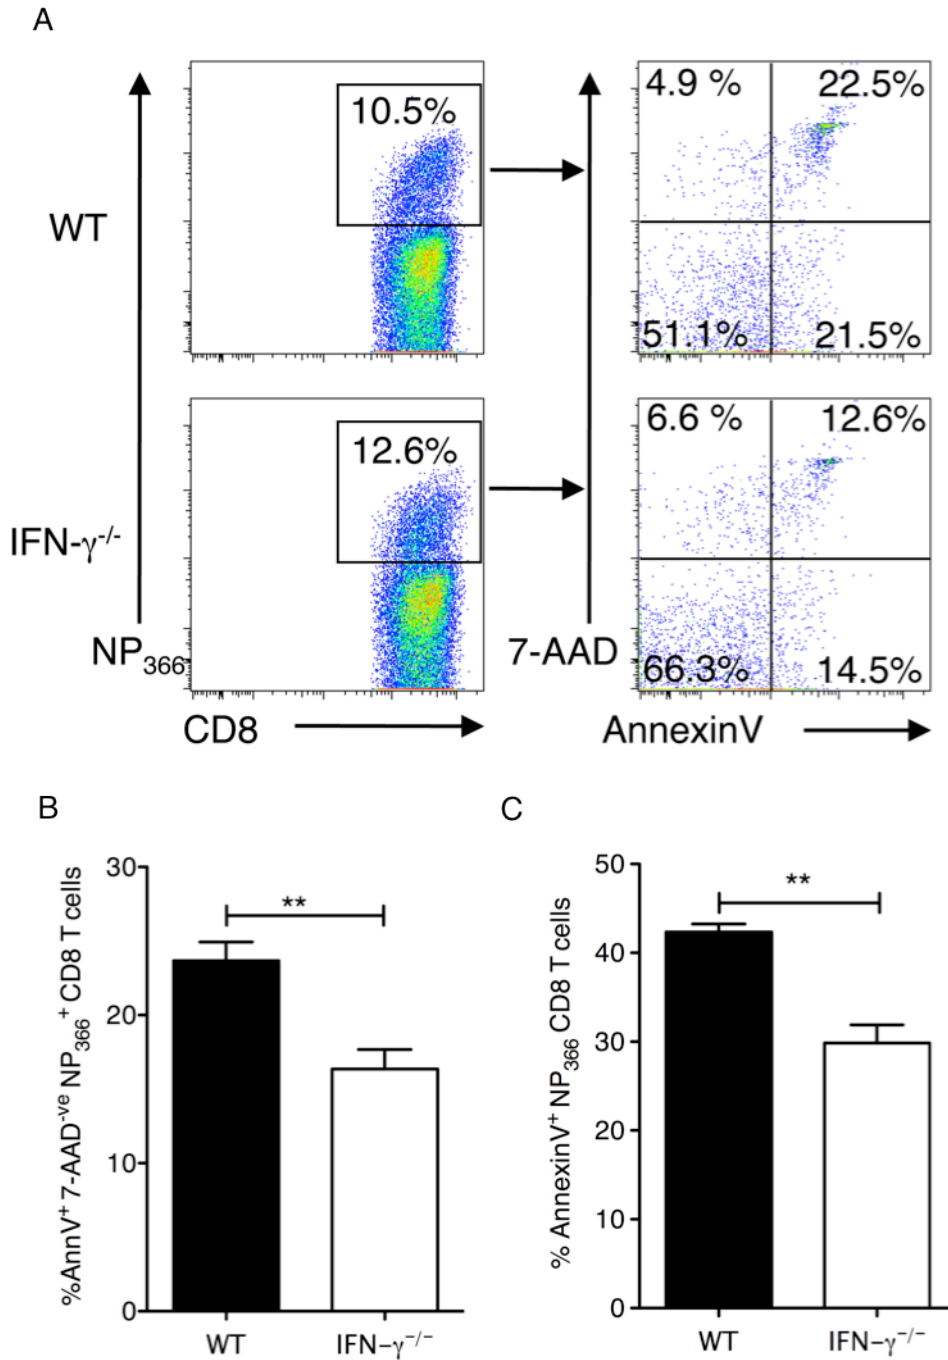 A
WT
10.5%
4.9 %
22.5%
51.1%
21.5%
IFN-γ-/-
12.6%
6.6 %
12.6%
66.3%
14.5%
NP366
7-AAD
CD8
AnnexinV
B
%AnnV+ 7-AAD-ve NP366+ CD8 T cells
30
20
10
0
**
WT
IFN-γ-/-
C
% AnnexinV+ NP366 CD8 T cells
50
40
30
20
10
0
**
WT
IFN-γ-/-